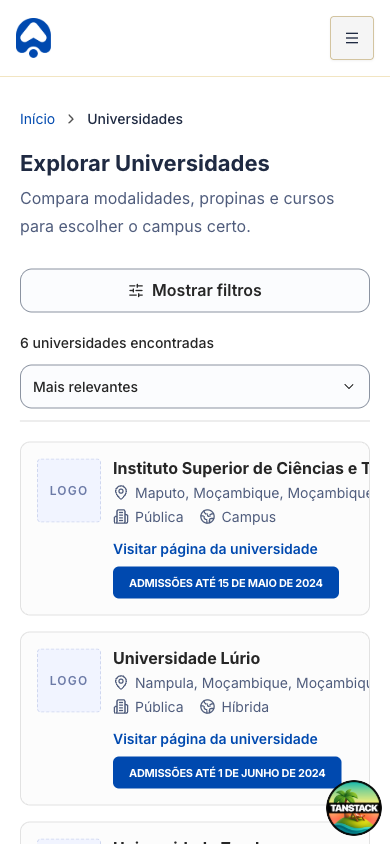 Início > Universidades
Explorar Universidades
Compara modalidades, propinas e cursos
para escolher o campus certo.
Mostrar filtros
6 universidades encontradas
Mais relevantes
LOGO
Instituto Superior de Ciências e T
Maputo, Moçambique, Moçambique
Pública Campus
Visitar página da universidade
ADMISSÕES ATÉ 15 DE MAIO DE 2024
LOGO
Universidade Lúrio
Nampula, Moçambique, Moçambiqu
Pública Híbrida
Visitar página da universidade
ADMISSÕES ATÉ 1 DE JUNHO DE 2024
TANSTACK